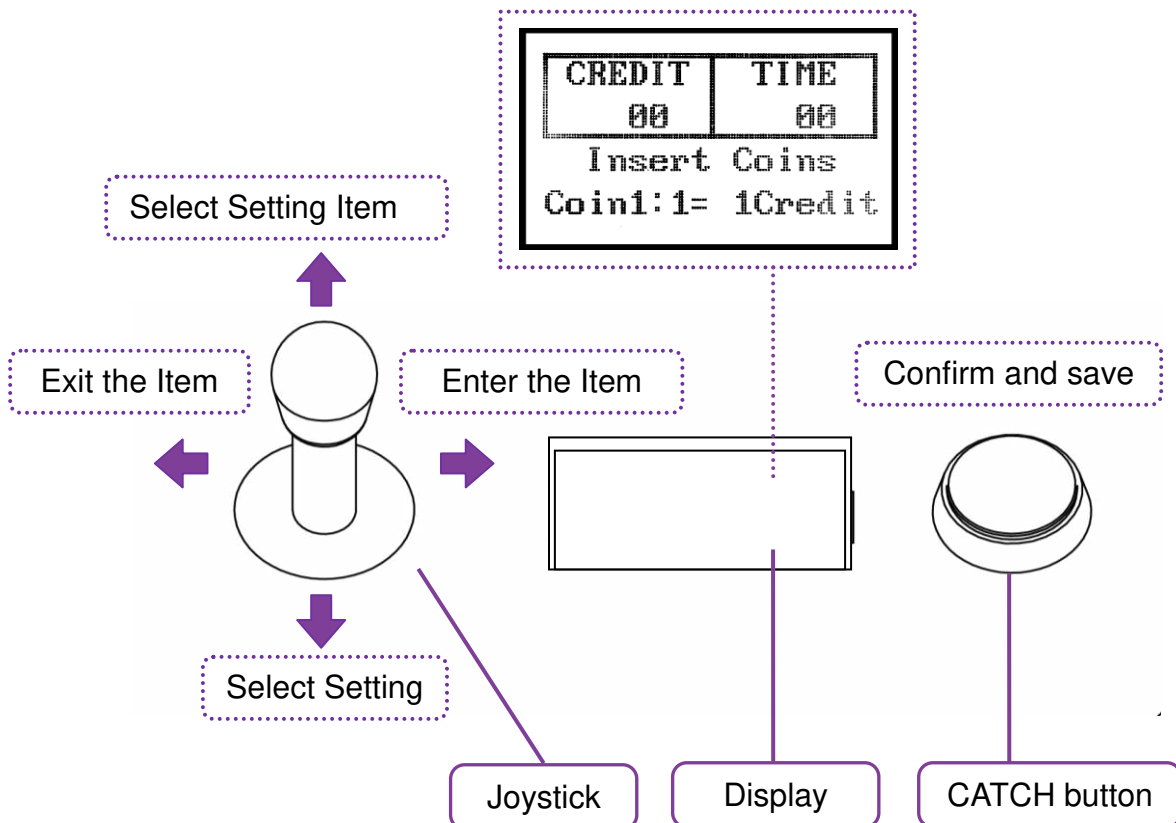 CREDIT TIME
00 00
Insert Coins
Coin1:1= 1Credit
Select Setting Item
Exit the Item
Enter the Item
Confirm and save
Select Setting
Joystick
Display
CATCH button